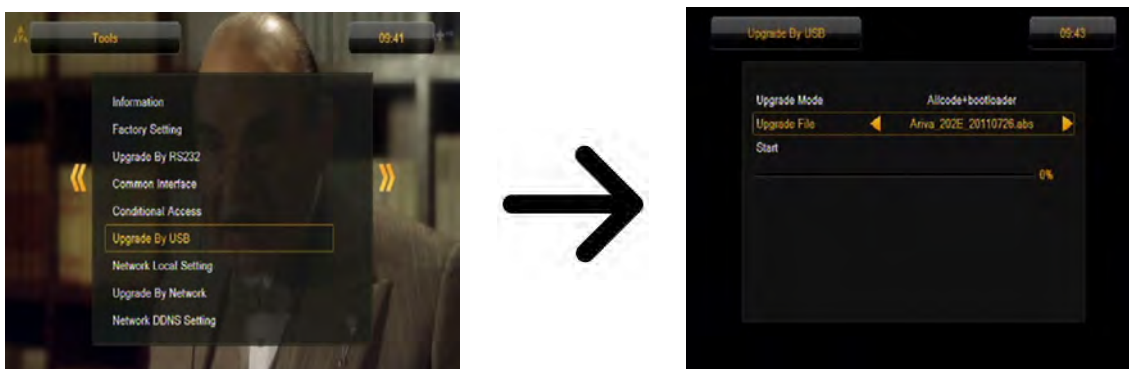 Tools
09:41
Information
Factory Setting
Upgrade By RS232
Common Interface
Conditional Access
Upgrade By USB
Network Local Setting
Upgrade By Network
Network DDNS Setting
Upgrade By USB
09:43
Upgrade Mode Allcode+bootloader
Upgrade File Ariva_202E_20110726.abs
Start
0%